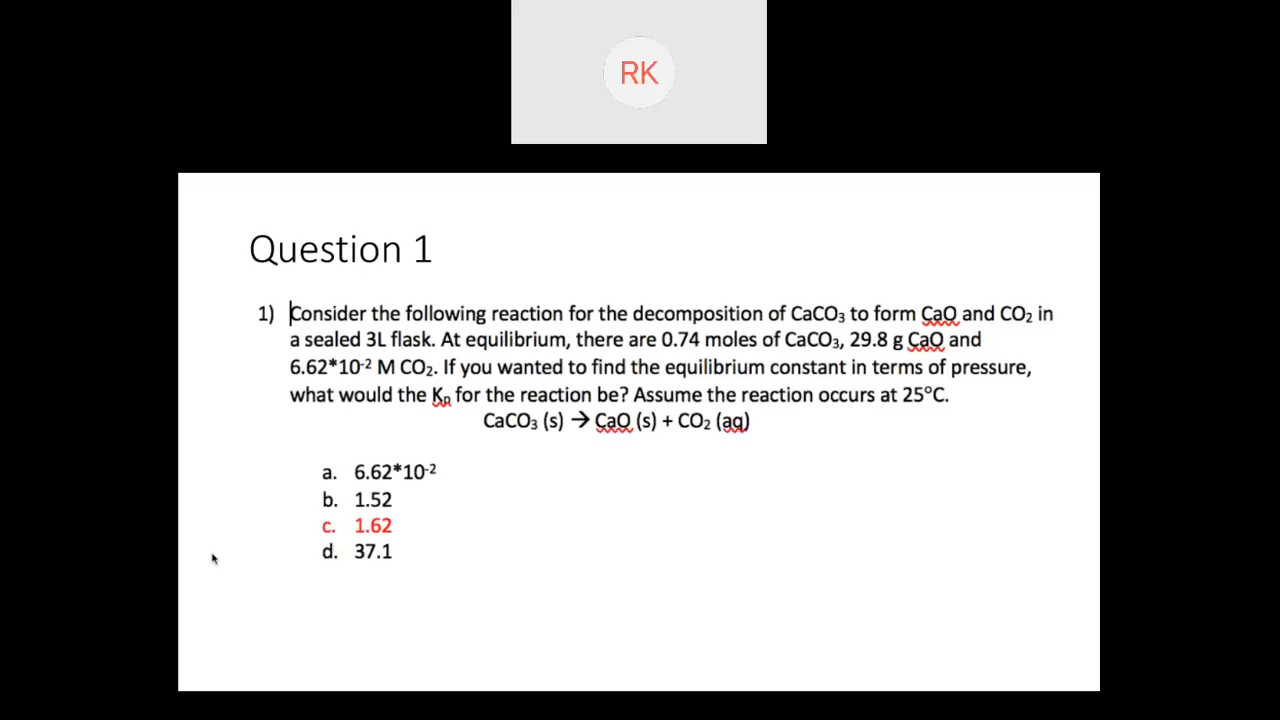 RK
Question 1
1) Consider the following reaction for the decomposition of CaCO₃ to form CaO and CO₂ in
a sealed 3L flask. At equilibrium, there are 0.74 moles of CaCO₃, 29.8 g CaO and
6.62*10⁻² M CO₂. If you wanted to find the equilibrium constant in terms of pressure,
what would the Kₚ for the reaction be? Assume the reaction occurs at 25°C.
CaCO₃ (s) → CaO (s) + CO₂ (aq)
a. 6.62*10⁻²
b. 1.52
c. 1.62
d. 37.1